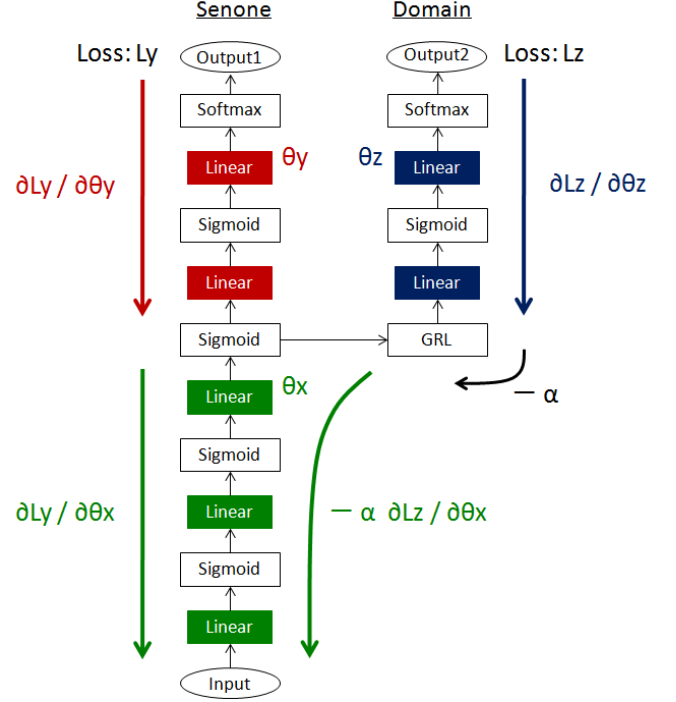 Senone
Domain
Loss: Ly
Output1
Output2
Loss: Lz
Softmax
Softmax
Linear
θy
θz
Linear
∂Ly / ∂θy
∂Lz / ∂θz
Sigmoid
Sigmoid
Linear
Linear
Sigmoid
GRL
Linear
θx
— α
Sigmoid
∂Ly / ∂θx
Linear
— α ∂Lz / ∂θx
Sigmoid
Linear
Input